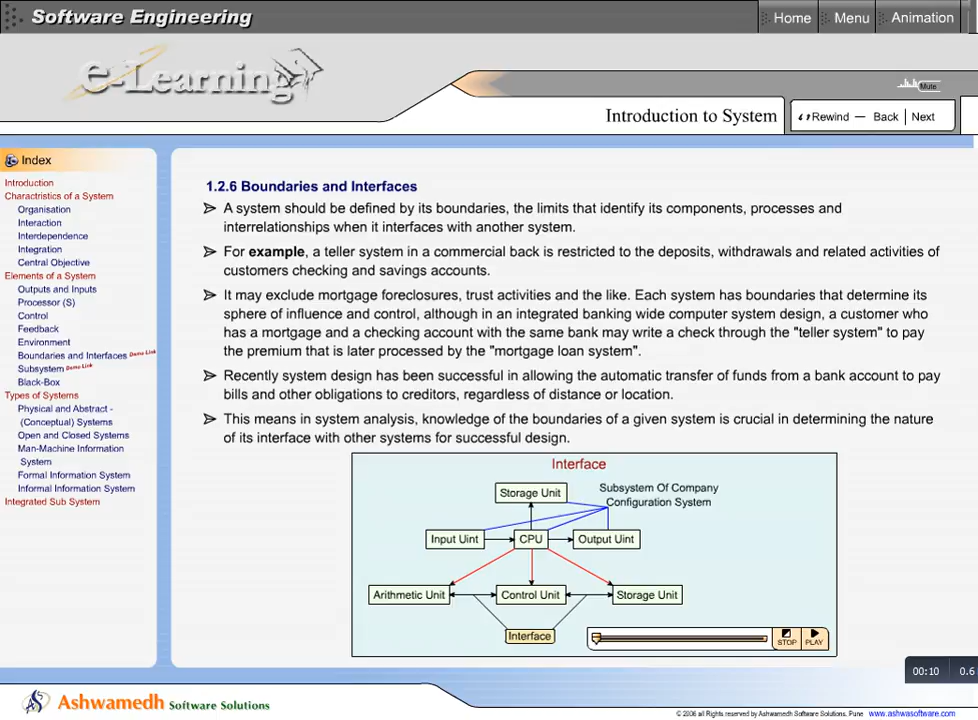 Software Engineering
Home
Menu
Animation
e-Learning
Mute
Introduction to System
Rewind — Back | Next
Index
Introduction
Charactristics of a System
Organisation
Interaction
Interdependence
Integration
Central Objective
Elements of a System
Outputs and Inputs
Processor (S)
Control
Feedback
Environment
Boundaries and Interfaces Demo Link
Subsystem Demo Link
Black-Box
Types of Systems
Physical and Abstract -
(Conceptual) Systems
Open and Closed Systems
Man-Machine Information
System
Formal Information System
Informal Information System
Integrated Sub System
1.2.6 Boundaries and Interfaces
A system should be defined by its boundaries, the limits that identify its components, processes and
interrelationships when it interfaces with another system.
For example, a teller system in a commercial back is restricted to the deposits, withdrawals and related activities of
customers checking and savings accounts.
It may exclude mortgage foreclosures, trust activities and the like. Each system has boundaries that determine its
sphere of influence and control, although in an integrated banking wide computer system design, a customer who
has a mortgage and a checking account with the same bank may write a check through the "teller system" to pay
the premium that is later processed by the "mortgage loan system".
Recently system design has been successful in allowing the automatic transfer of funds from a bank account to pay
bills and other obligations to creditors, regardless of distance or location.
This means in system analysis, knowledge of the boundaries of a given system is crucial in determining the nature
of its interface with other systems for successful design.
Interface
Storage Unit
Subsystem Of Company
Configuration System
Input Uint
CPU
Output Uint
Arithmetic Unit
Control Unit
Storage Unit
Interface
STOP
PLAY
00:10
0.6
Ashwamedh Software Solutions
© 2006 all Rights reserved by Ashwamedh Software Solutions. Pune www.ashwasoftware.com